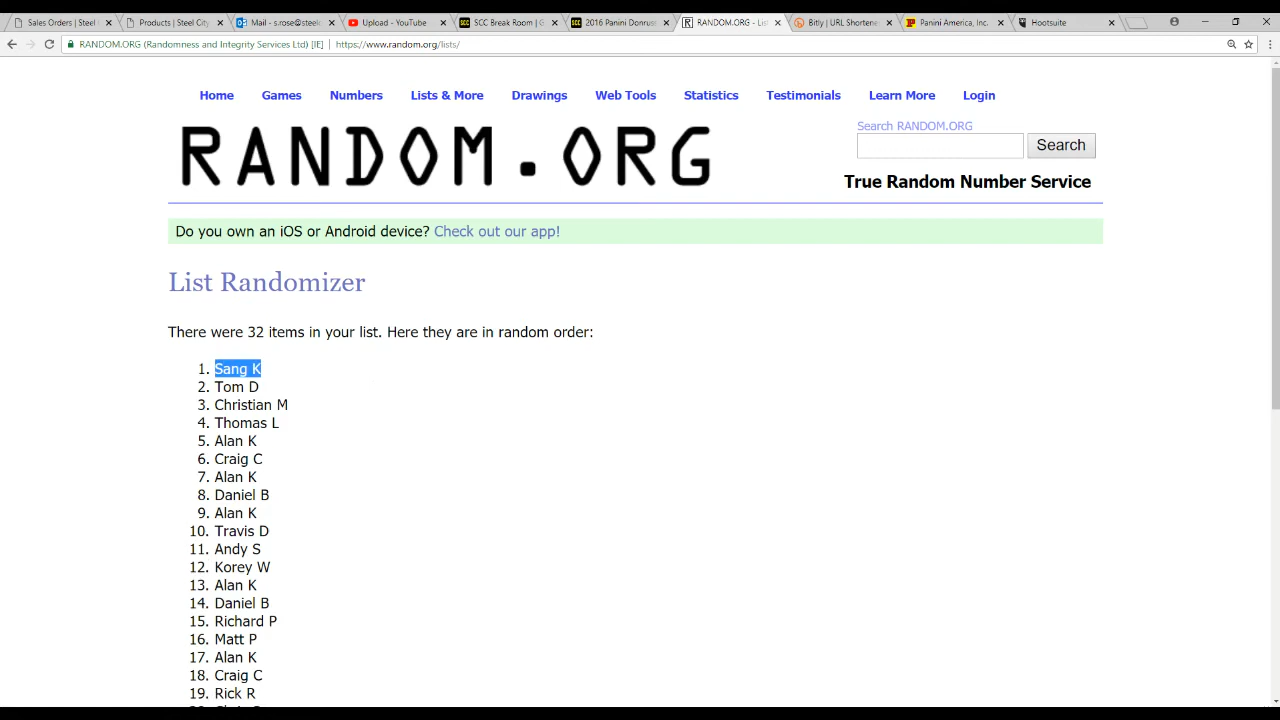 Sales Orders | Steel
Products | Steel City
Mail - s.rose@steel
Upload - YouTube
SCC Break Room | G
2016 Panini Donrus
RANDOM.ORG - Lis
Bitly | URL Shortene
Panini America, Inc.
Hootsuite
RANDOM.ORG (Randomness and Integrity Services Ltd) [IE] https://www.random.org/lists/
Home Games Numbers Lists & More Drawings Web Tools Statistics Testimonials Learn More Login
RANDOM.ORG
Search RANDOM.ORG
Search
True Random Number Service
Do you own an iOS or Android device? Check out our app!
List Randomizer
There were 32 items in your list. Here they are in random order:
1. Sang K
2. Tom D
3. Christian M
4. Thomas L
5. Alan K
6. Craig C
7. Alan K
8. Daniel B
9. Alan K
10. Travis D
11. Andy S
12. Korey W
13. Alan K
14. Daniel B
15. Richard P
16. Matt P
17. Alan K
18. Craig C
19. Rick R